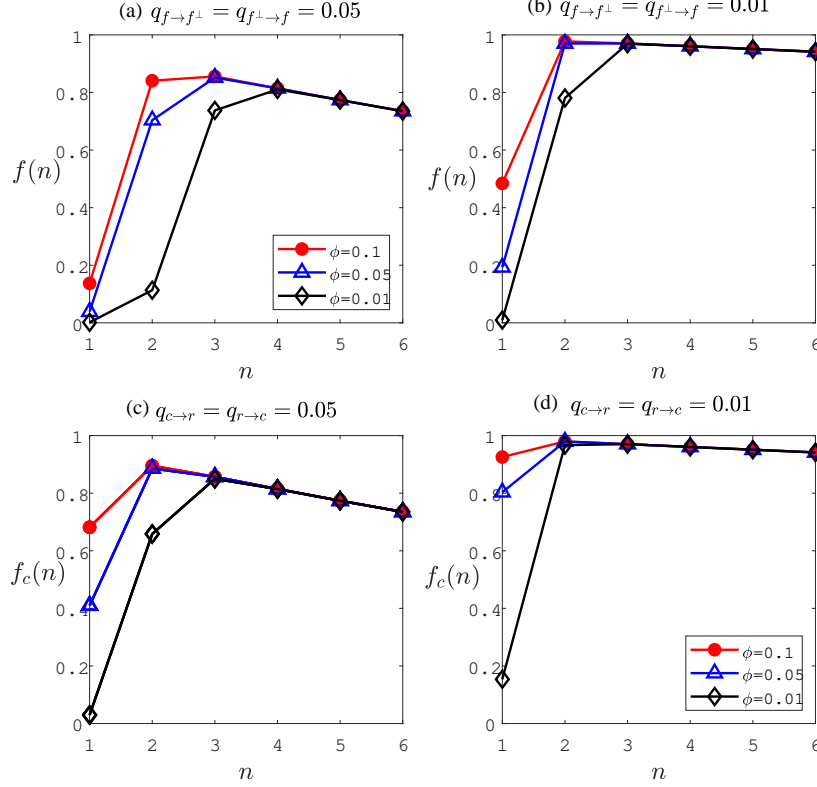 (a) q_{f→f^⊥} = q_{f^⊥→f} = 0.05
1
0.8
0.6
0.4
0.2
0
f(n)
1 2 3 4 5 6
n
ϕ=0.1
ϕ=0.05
ϕ=0.01
(b) q_{f→f^⊥} = q_{f^⊥→f} = 0.01
1
0.8
0.6
0.4
0.2
0
f(n)
1 2 3 4 5 6
n
(c) q_{c→r} = q_{r→c} = 0.05
1
0.8
0.6
0.4
0.2
0
f_c(n)
1 2 3 4 5 6
n
(d) q_{c→r} = q_{r→c} = 0.01
1
0.8
0.6
0.4
0.2
0
f_c(n)
1 2 3 4 5 6
n
ϕ=0.1
ϕ=0.05
ϕ=0.01